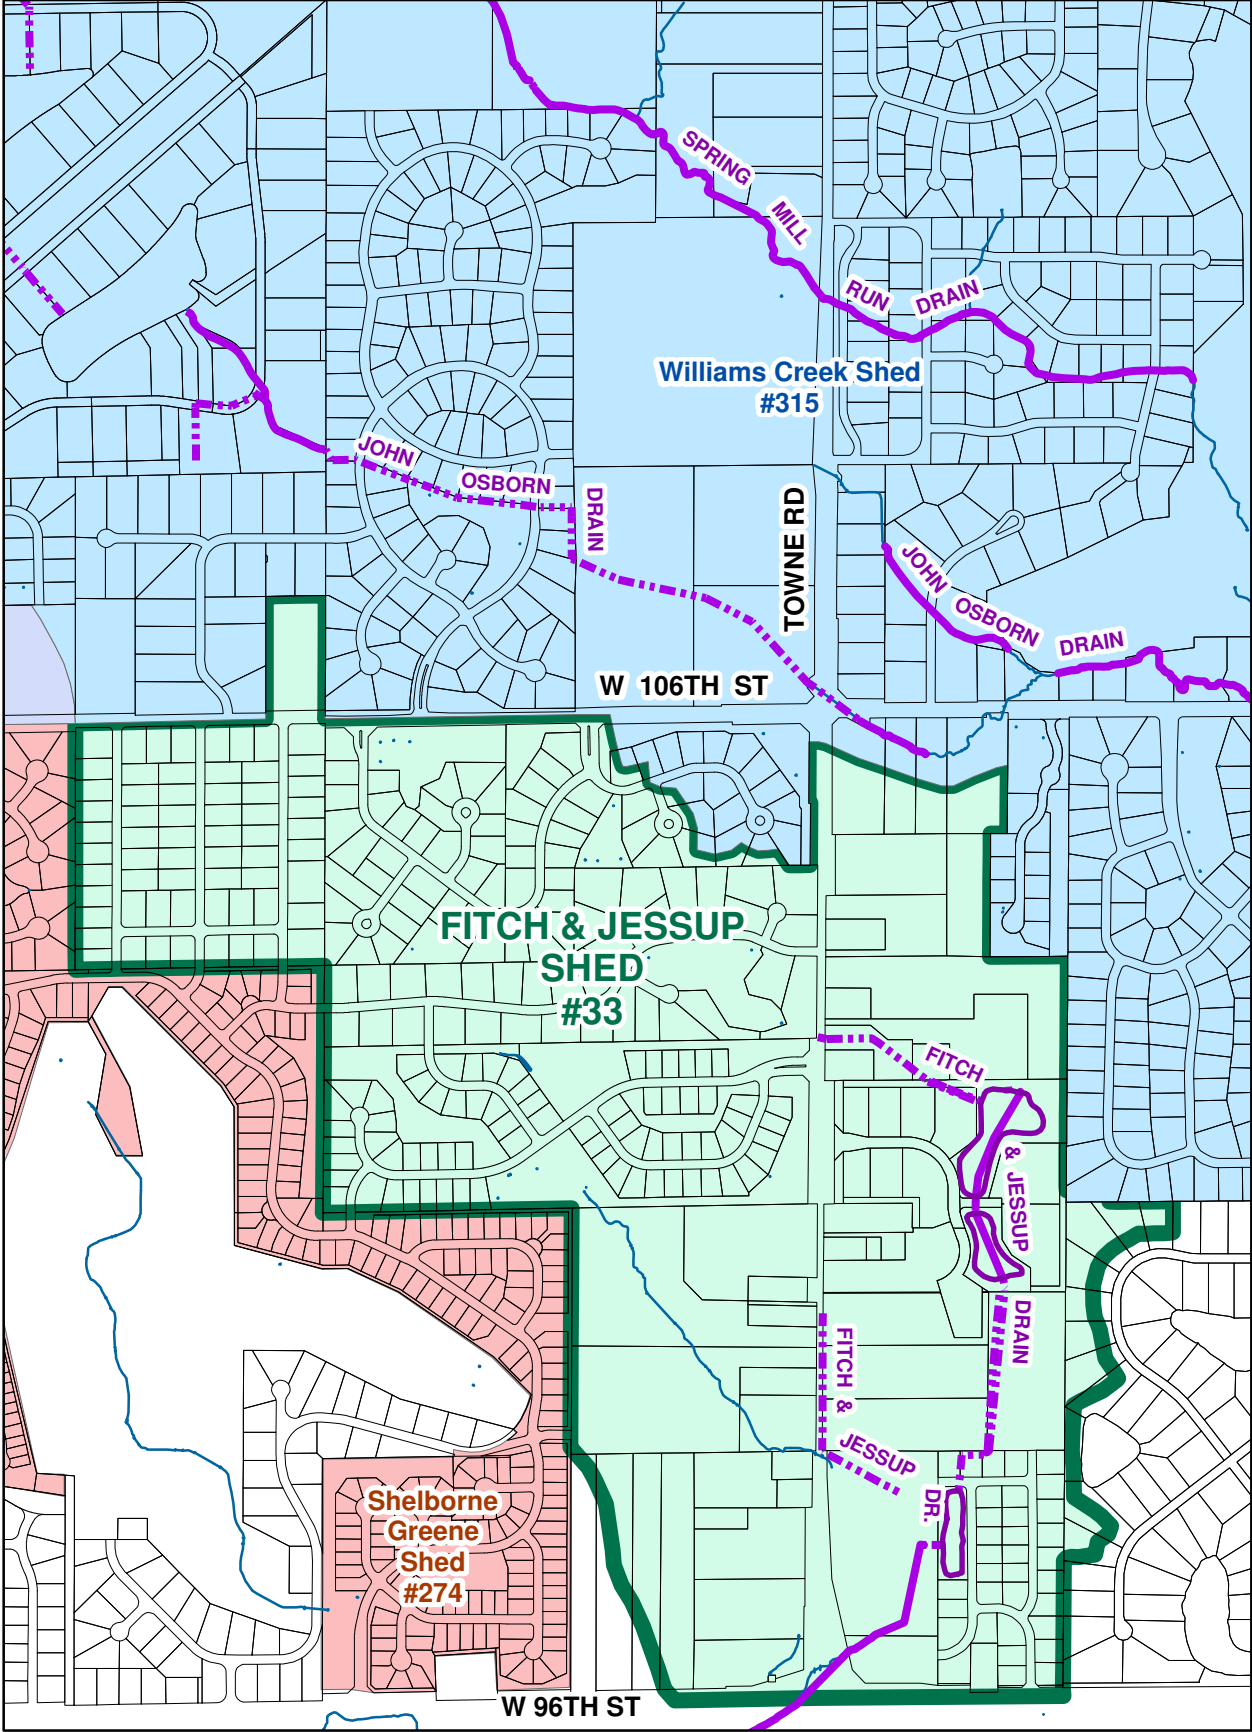 SPRING
MILL
RUN
DRAIN
Williams Creek Shed
#315
JOHN
OSBORN
DRAIN
TOWNE RD
JOHN
OSBORN
DRAIN
W 106TH ST
FITCH & JESSUP
SHED
#33
FITCH
& JESSUP
DRAIN
FITCH &
JESSUP
DR.
Shelborne
Greene
Shed
#274
W 96TH ST